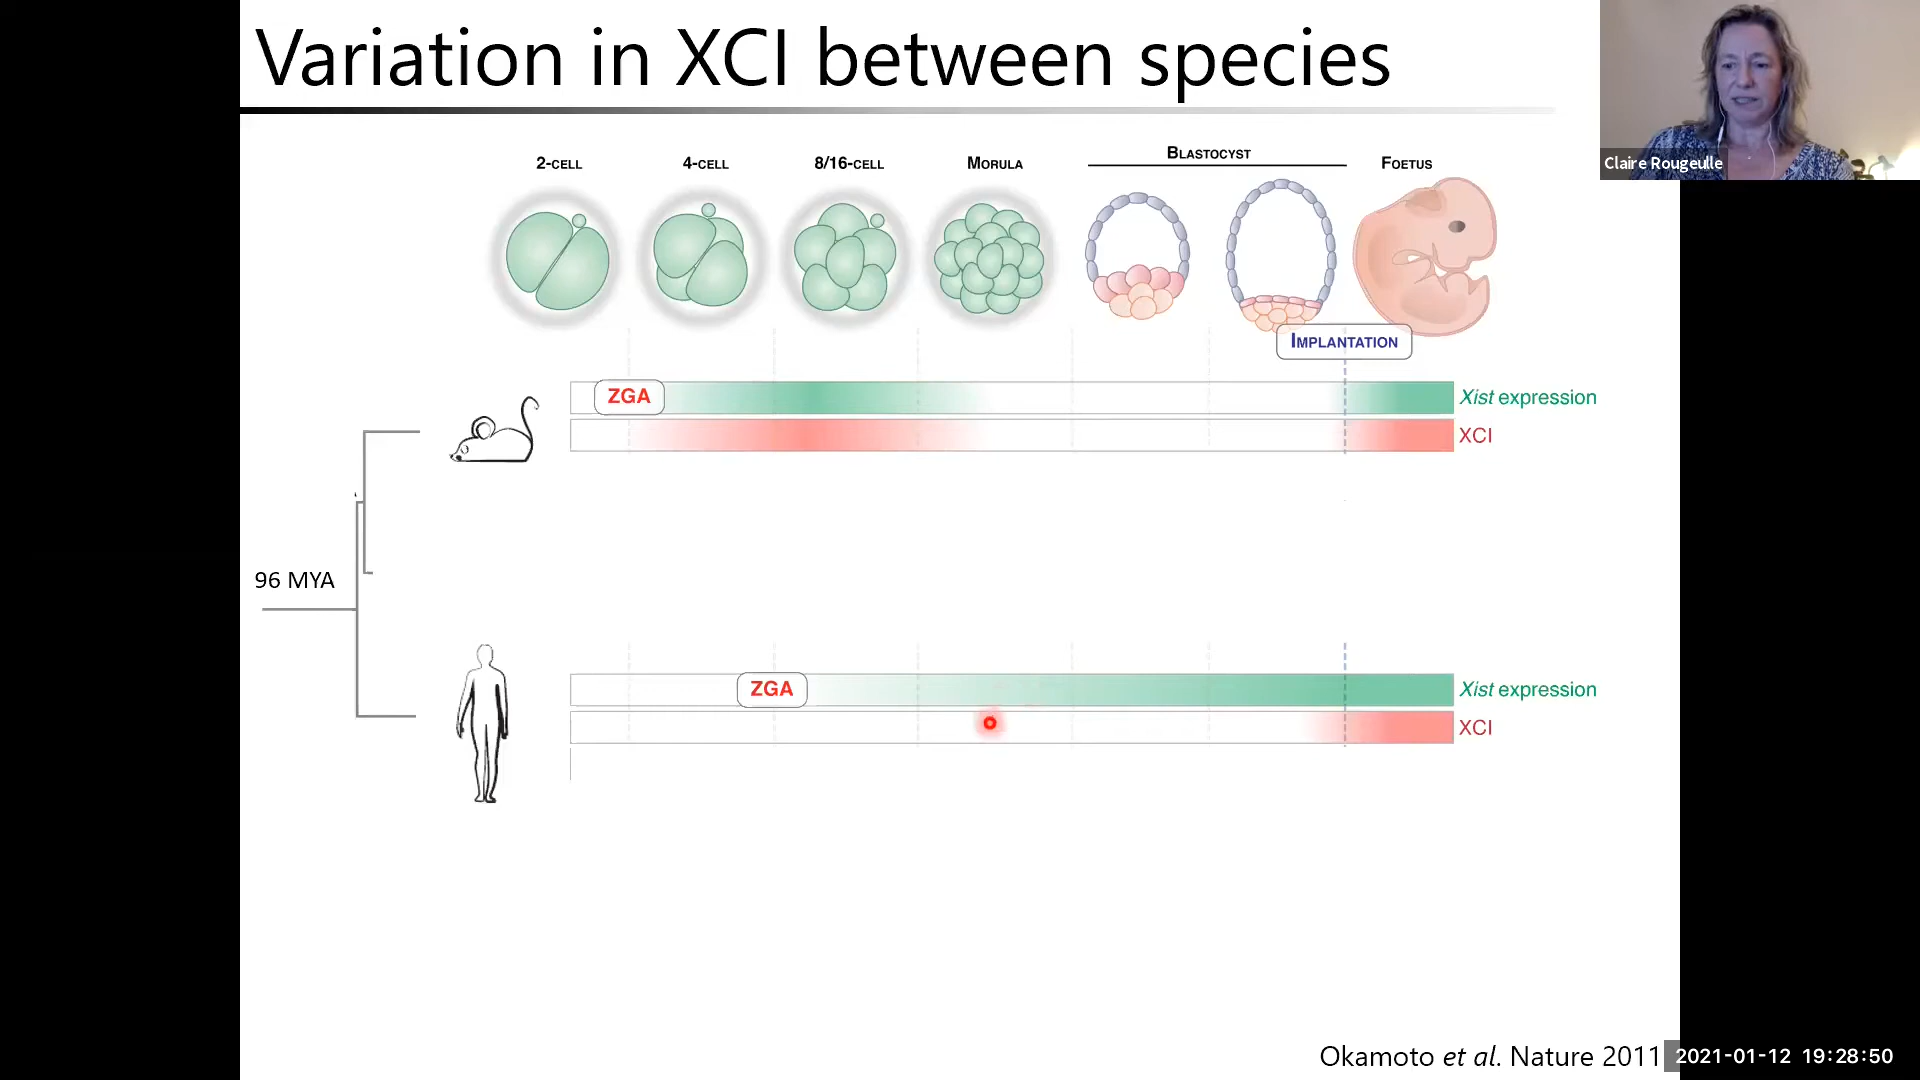 Variation in XCI between species
Claire Rougeulle
2-CELL
4-CELL
8/16-CELL
MORULA
BLASTOCYST
FOETUS
IMPLANTATION
ZGA
Xist expression
XCI
96 MYA
ZGA
Xist expression
XCI
Okamoto et al. Nature 2011
2021-01-12 19:28:50